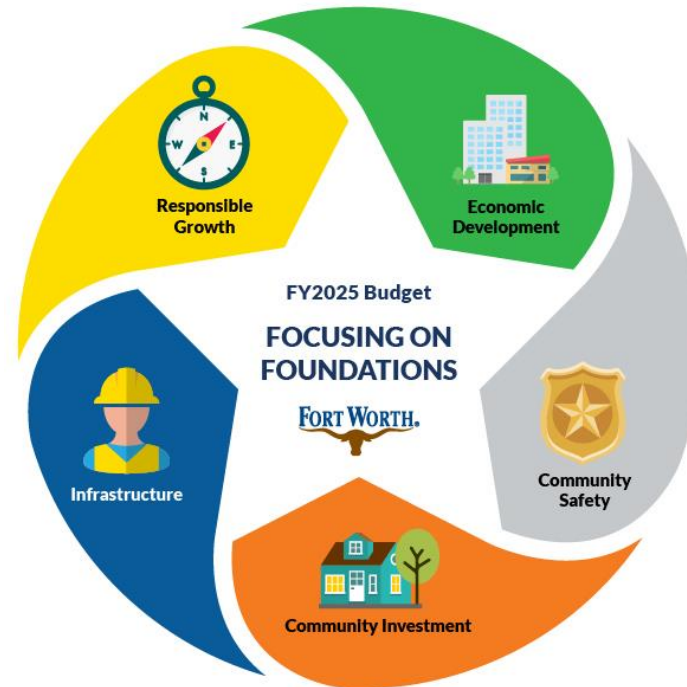 N
W E
S
Responsible
Growth
Economic
Development
FY2025 Budget
FOCUSING ON
FOUNDATIONS
FORT WORTH®
Community
Safety
Infrastructure
Community Investment